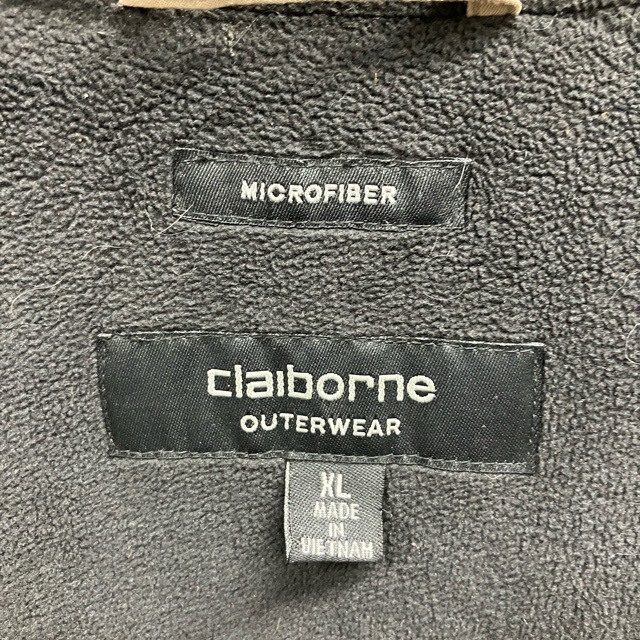 MICROFIBER
claiborne
OUTERWEAR
XL
MADE
IN
VIETNAM